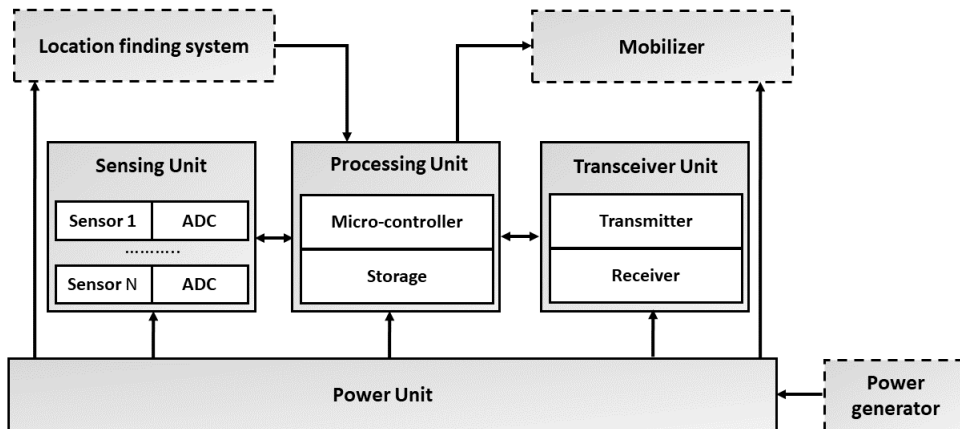 Location finding system
Mobilizer
Sensing Unit
Sensor 1
ADC
...........
Sensor N
ADC
Processing Unit
Micro-controller
Storage
Transceiver Unit
Transmitter
Receiver
Power Unit
Power
generator